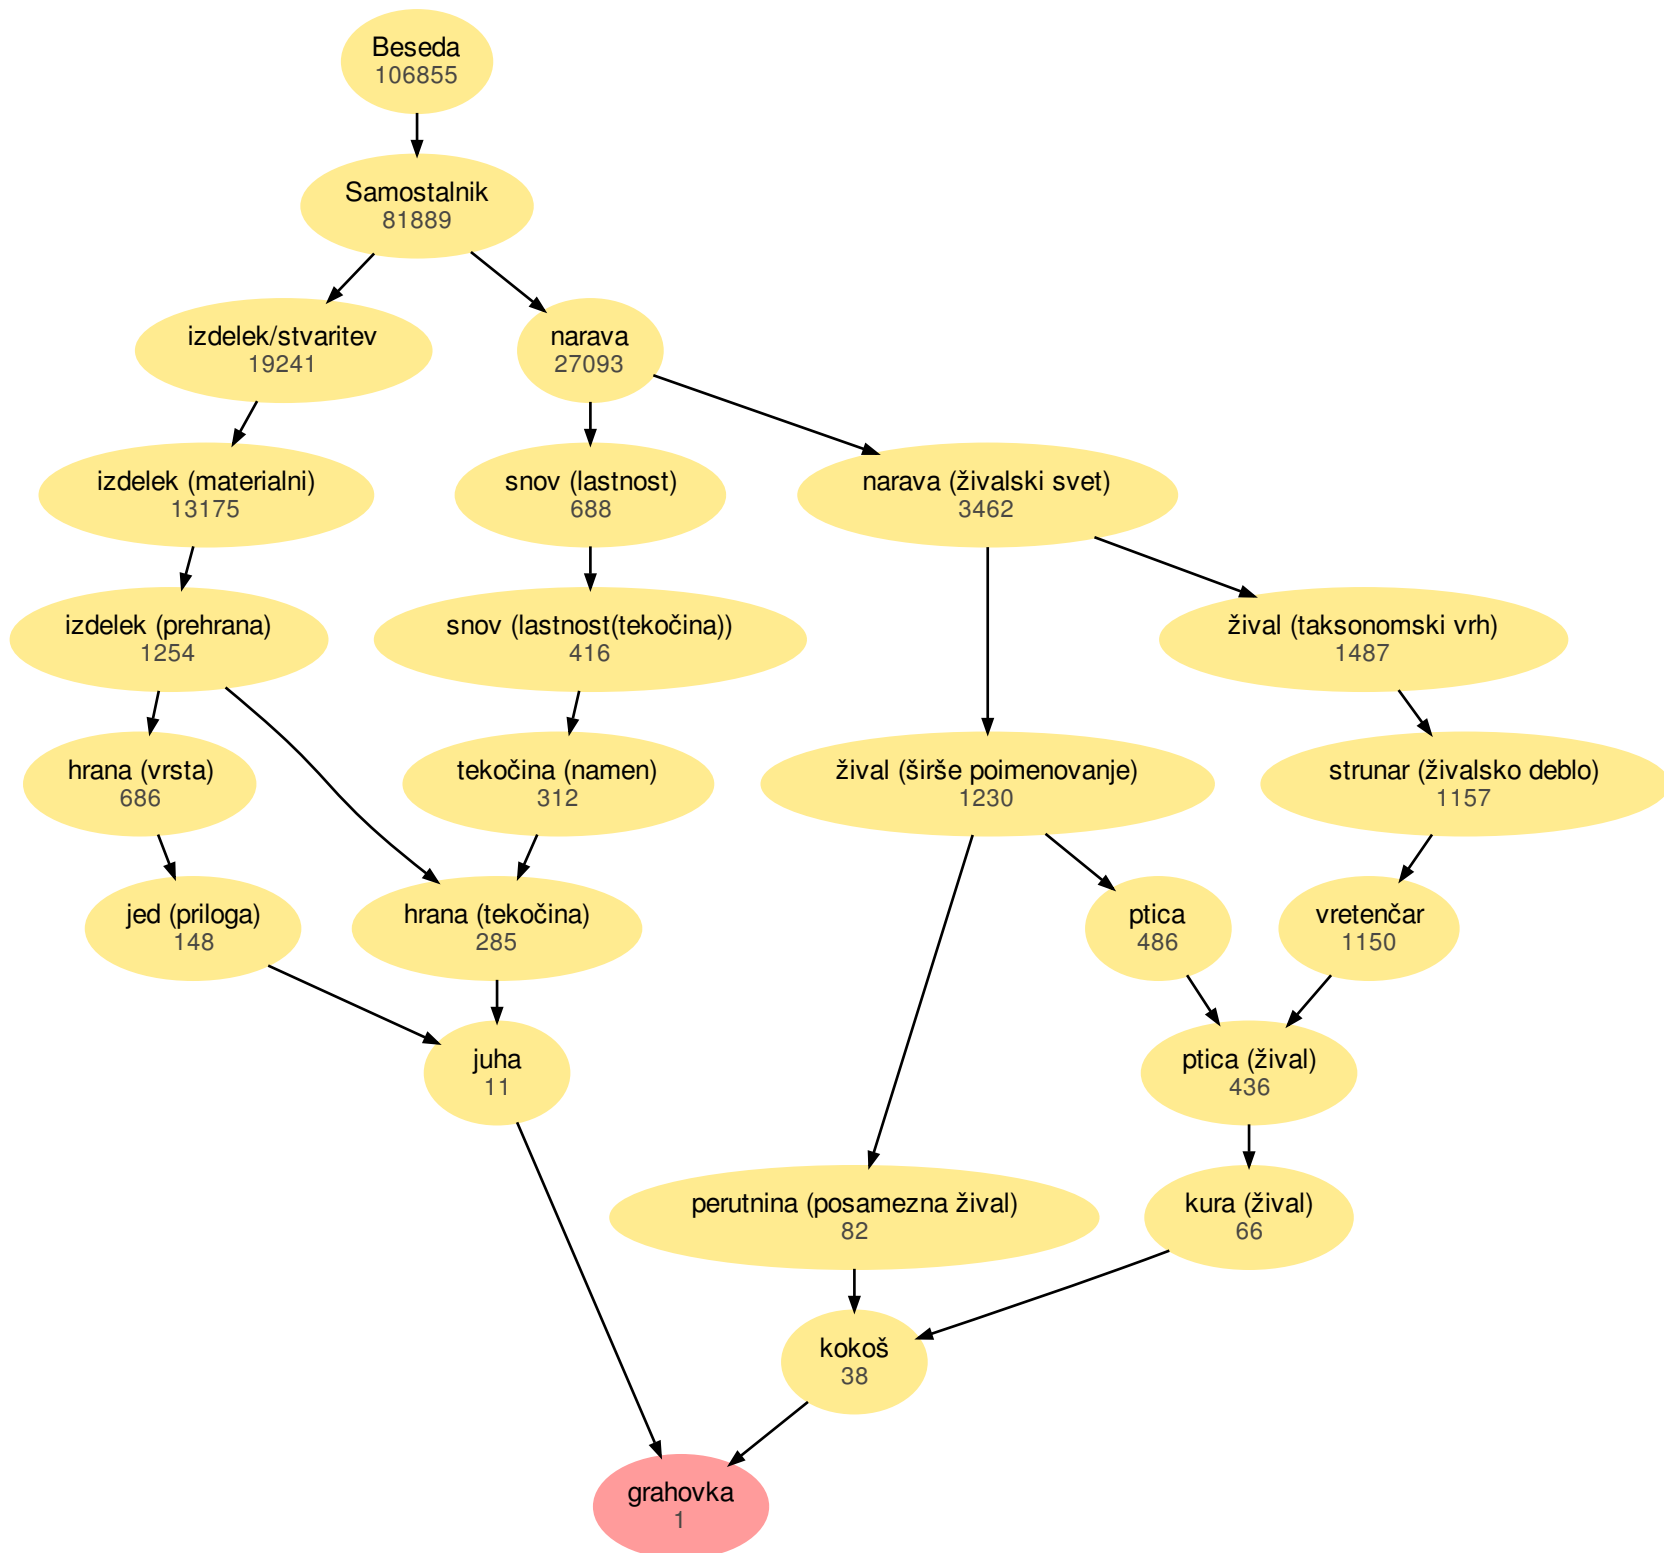 Beseda
106855
Samostalnik
81889
izdelek/stvaritev
19241
narava
27093
izdelek (materialni)
13175
snov (lastnost)
688
narava (živalski svet)
3462
izdelek (prehrana)
1254
snov (lastnost(tekočina))
416
žival (taksonomski vrh)
1487
hrana (vrsta)
686
tekočina (namen)
312
žival (širše poimenovanje)
1230
strunar (živalsko deblo)
1157
jed (priloga)
148
hrana (tekočina)
285
ptica
486
vretenčar
1150
juha
11
ptica (žival)
436
perutnina (posamezna žival)
82
kura (žival)
66
kokoš
38
grahovka
1